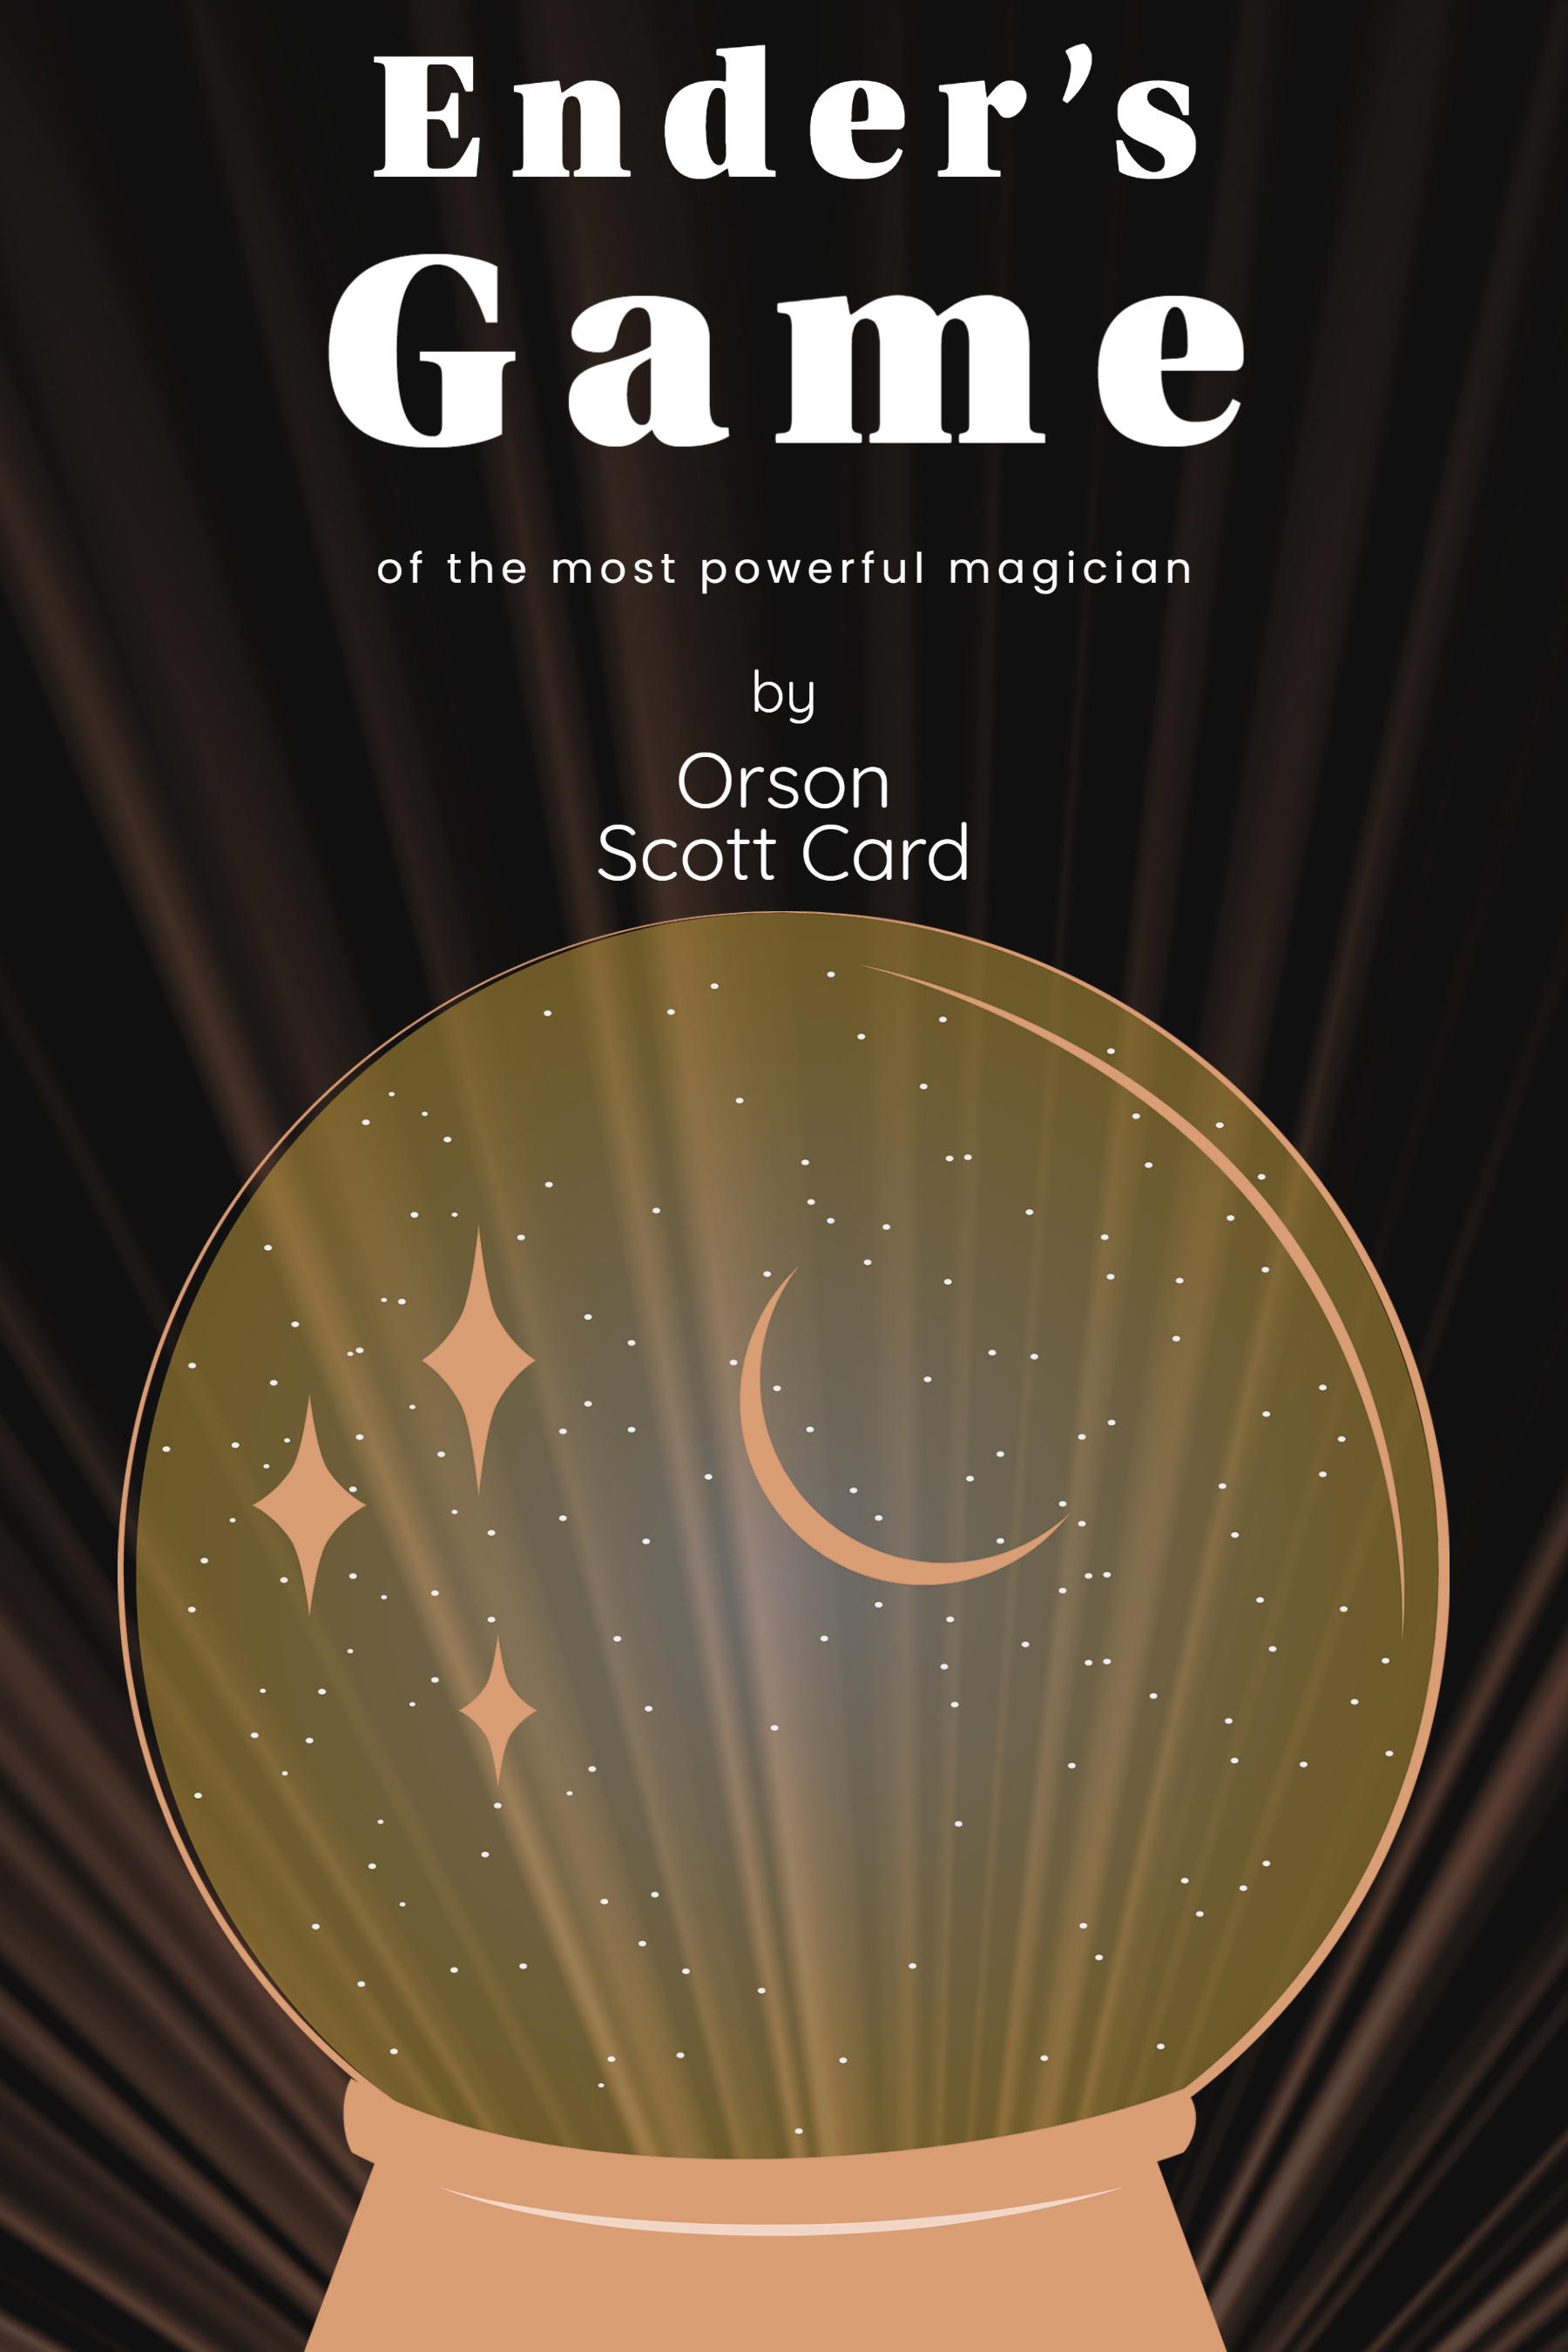 Ender’s
Game
of the most powerful magician
by
Orson
Scott Card